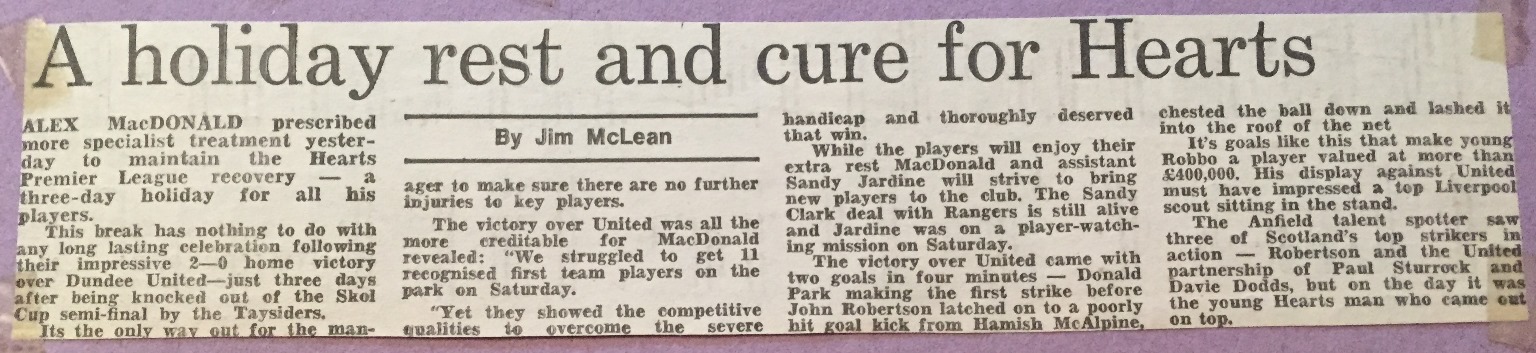 A holiday rest and cure for Hearts
ALEX MacDONALD prescribed
more specialist treatment yester-
day to maintain the Hearts
Premier League recovery — a
three-day holiday for all his
players.
This break has nothing to do with
any long lasting celebration following
their impressive 2—0 home victory
over Dundee United—just three days
after being knocked out of the Skol
Cup semi-final by the Taysiders.
Its the only way out for the man-
By Jim McLean
ager to make sure there are no further
injuries to key players.
The victory over United was all the
more creditable for MacDonald
revealed: “We struggled to get 11
recognised first team players on the
park on Saturday.
“Yet they showed the competitive
qualities to overcome the severe
handicap and thoroughly deserved
that win.
While the players will enjoy their
extra rest MacDonald and assistant
Sandy Jardine will strive to bring
new players to the club. The Sandy
Clark deal with Rangers is still alive
and Jardine was on a player-watch-
ing mission on Saturday.
The victory over United came with
two goals in four minutes — Donald
Park making the first strike before
John Robertson latched on to a poorly
hit goal kick from Hamish McAlpine,
chested the ball down and lashed it
into the roof of the net
It's goals like this that make young
Robbo a player valued at more than
£400,000. His display against United
must have impressed a top Liverpool
scout sitting in the stand.
The Anfield talent spotter saw
three of Scotland's top strikers in
action — Robertson and the United
partnership of Paul Sturrock and
Davie Dodds, but on the day it was
the young Hearts man who came out
on top.